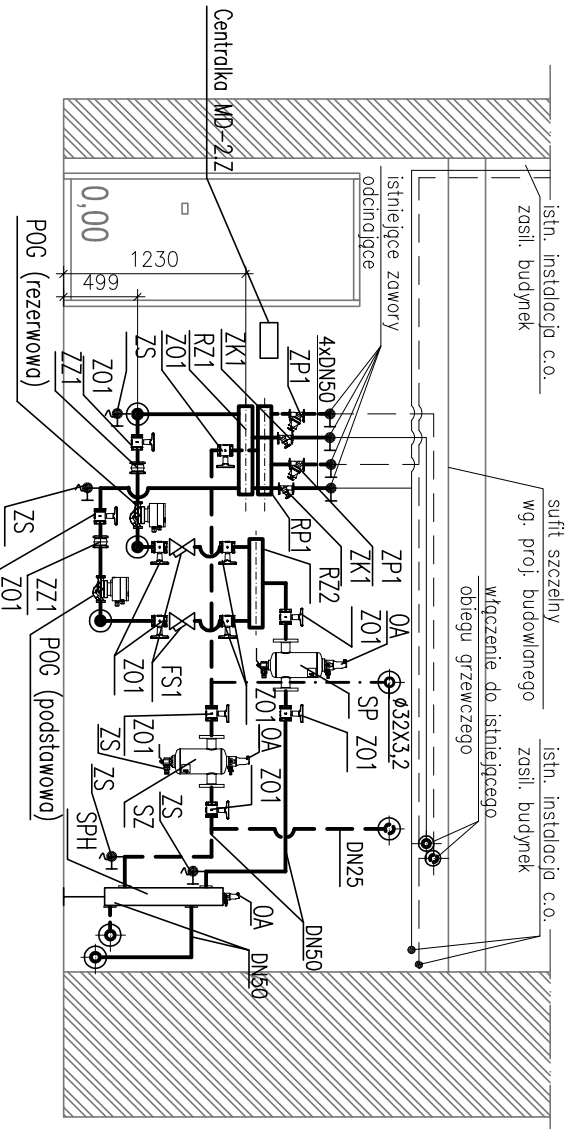 istn. instalacja c.o.
zasil. budynek
sufit szczelny
wg. proj. budowlanego
włączenie do istniejącego
obiegu grzewczego
istn. instalacja c.o.
zasil. budynek
istniejące zawory
odcinające
Centralka MD-2.Z
0,00
1230
499
4xDN50
ZP1
ZK1
RZ1
ZO1
ZS
ZP1
ZK1
RP1
RZ2
OA
ZO1
SP
ZO1
Ø32X3,2
POG (rezerwowa)
ZZ1
ZO1
ZS
ZS
ZO1
ZZ1
POG (podstawowa)
ZO1
FS1
ZO1
OA
ZO1
ZS
ZO1
SZ
DN25
ZS
SPH
ZS
OA
DN50
DN50